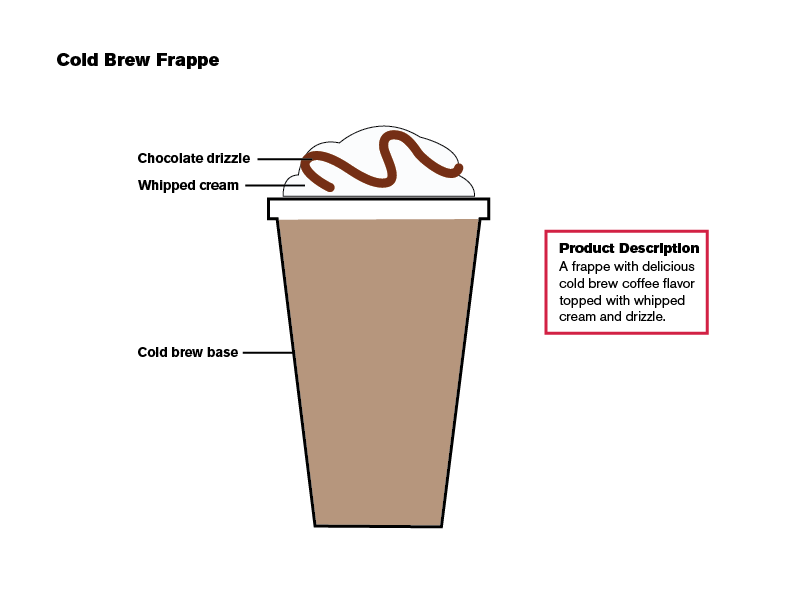 Cold Brew Frappe
Chocolate drizzle
Whipped cream
Cold brew base
Product Description
A frappe with delicious
cold brew coffee flavor
topped with whipped
cream and drizzle.